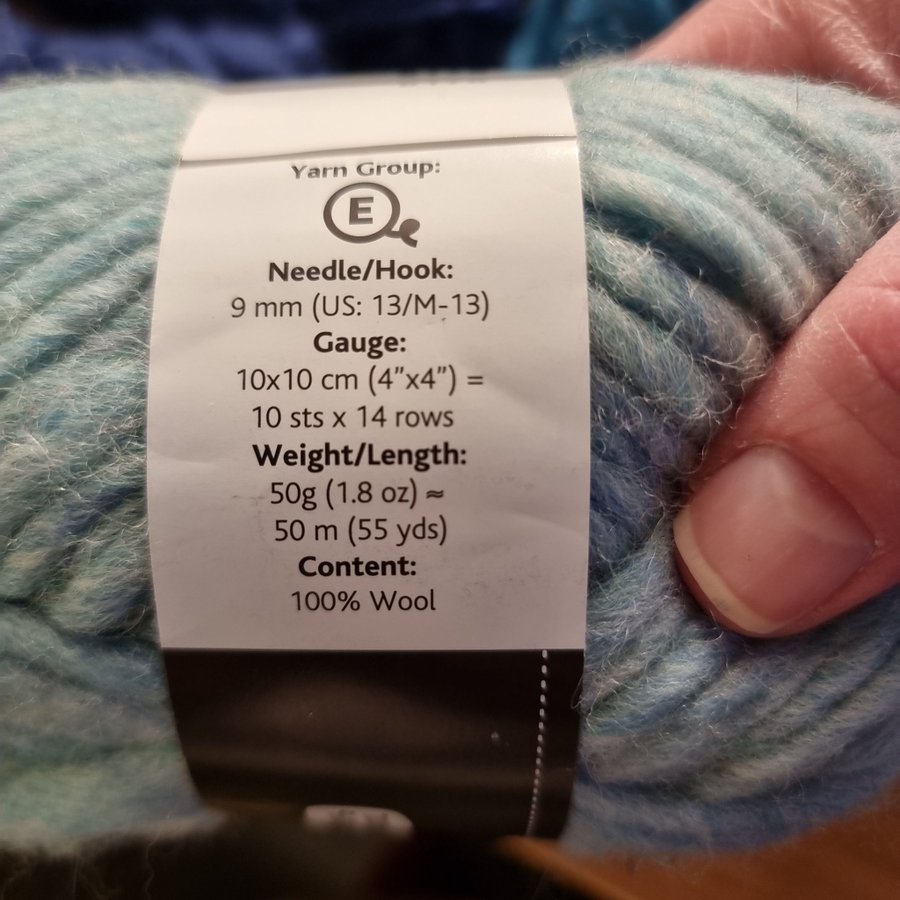 Yarn Group:
E
Needle/Hook:
9 mm (US: 13/M-13)
Gauge:
10x10 cm (4”x4”) =
10 sts x 14 rows
Weight/Length:
50g (1.8 oz) ≈
50 m (55 yds)
Content:
100% Wool